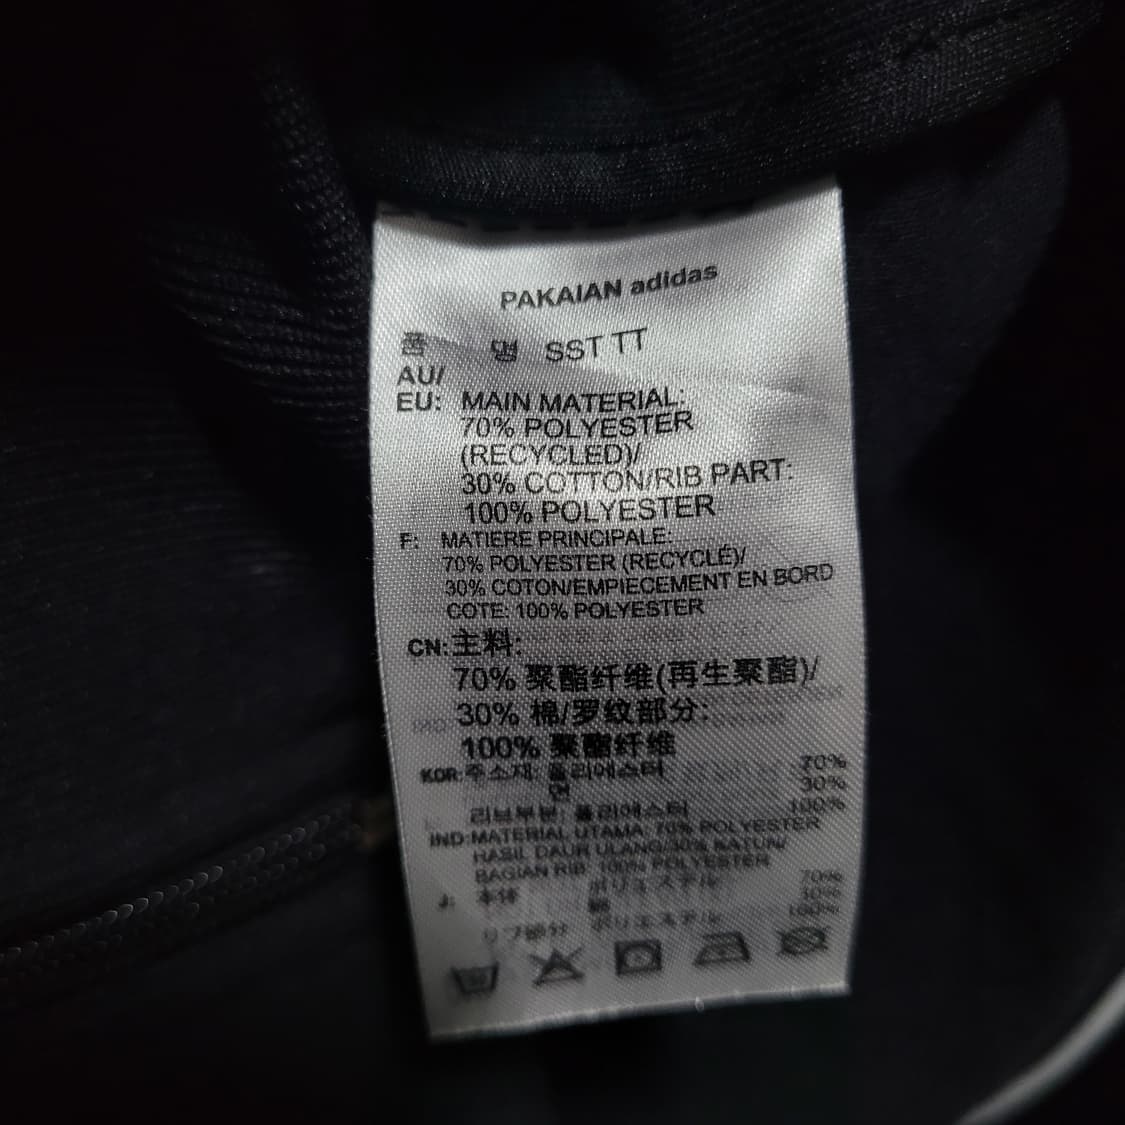 PAKAIAN adidas
품 명 SST TT
AU/
EU: MAIN MATERIAL:
70% POLYESTER
(RECYCLED)/
30% COTTON/RIB PART:
100% POLYESTER
F: MATIERE PRINCIPALE:
70% POLYESTER (RECYCLÉ)/
30% COTON/EMPIECEMENT EN BORD
COTE: 100% POLYESTER
CN: 主料:
70% 聚酯纤维(再生聚酯)/
30% 棉/罗纹部分:
100% 聚酯纤维
KOR: 주소재: 폴리에스터 70%
면 30%
리브부분: 폴리에스터 100%
IND: MATERIAL UTAMA: 70% POLYESTER
HASIL DAUR ULANG/30% KATUN/
BAGIAN RIB: 100% POLYESTER
J: 本体 ポリエステル 70%
綿 30%
リブ部分 ポリエステル 100%